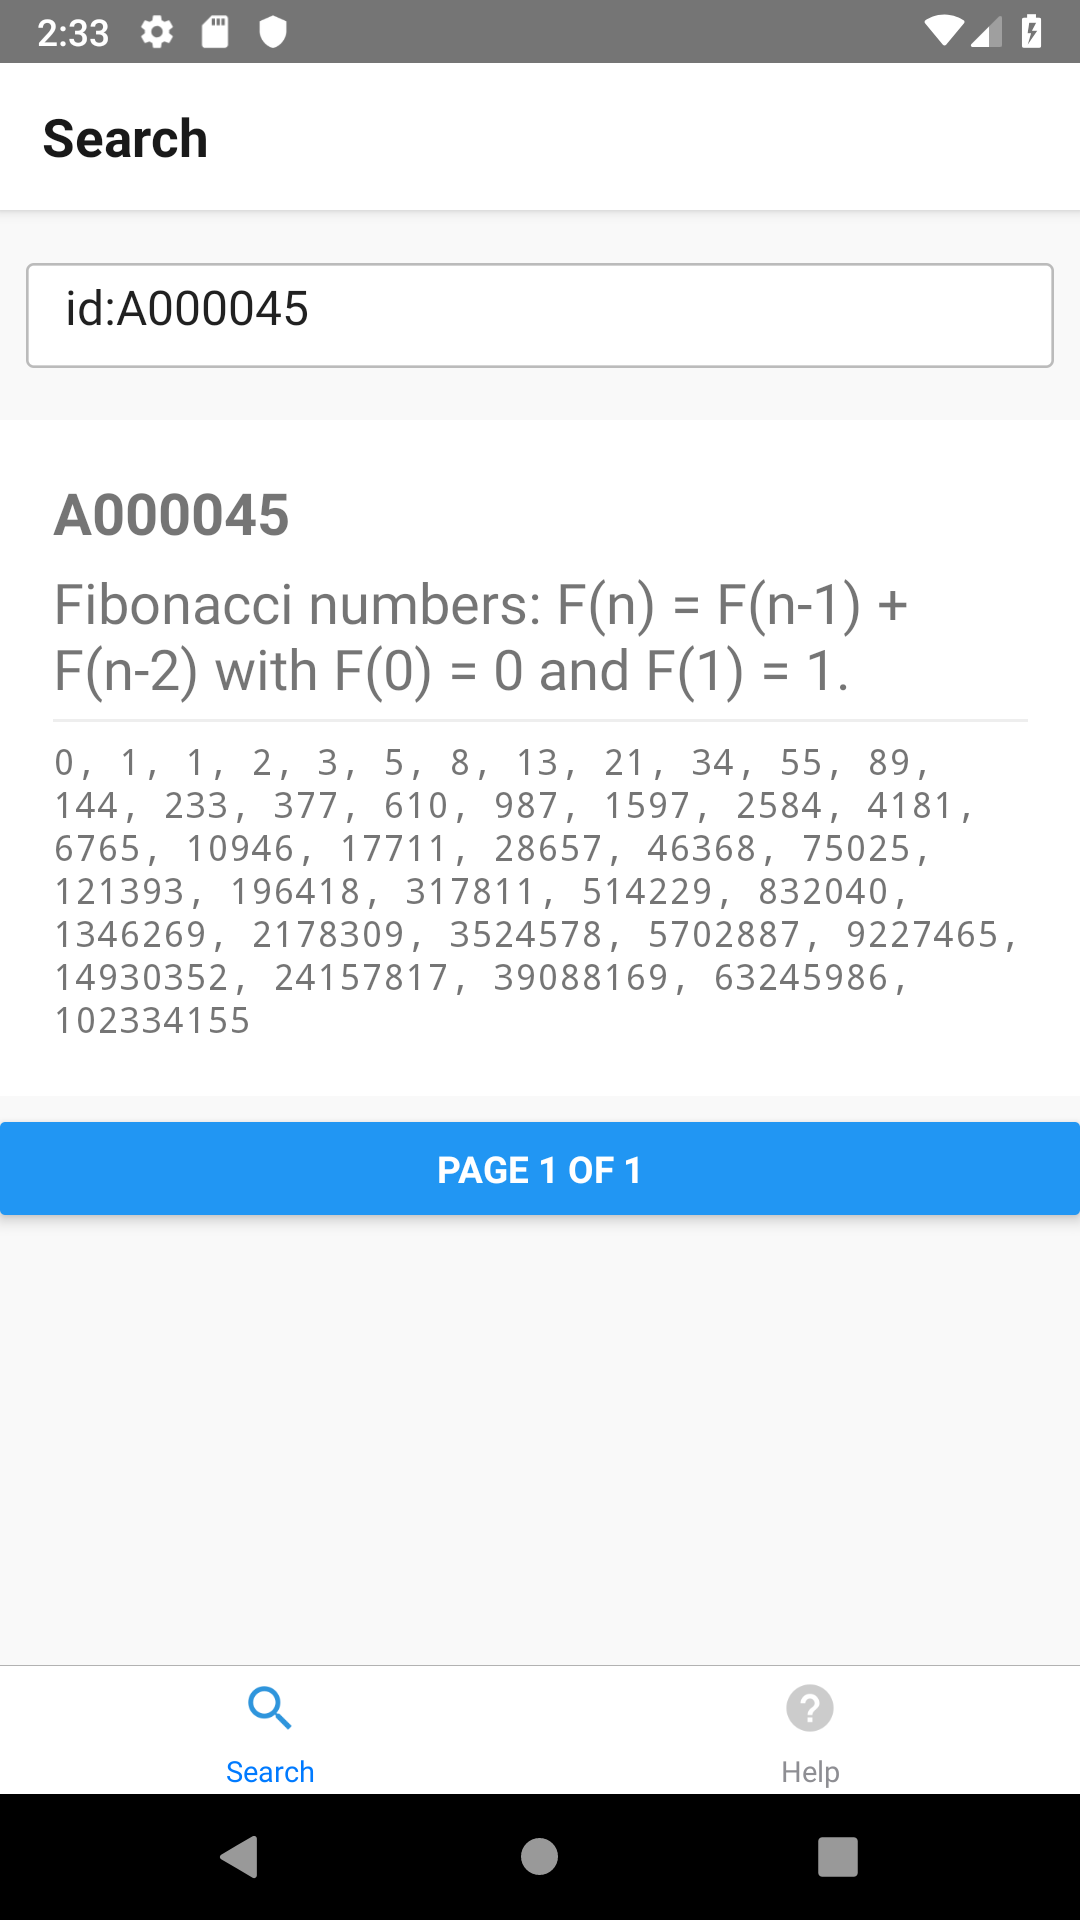 2:33
Search
id:A000045
A000045
Fibonacci numbers: F(n) = F(n-1) +
F(n-2) with F(0) = 0 and F(1) = 1.
0, 1, 1, 2, 3, 5, 8, 13, 21, 34, 55, 89,
144, 233, 377, 610, 987, 1597, 2584, 4181,
6765, 10946, 17711, 28657, 46368, 75025,
121393, 196418, 317811, 514229, 832040,
1346269, 2178309, 3524578, 5702887, 9227465,
14930352, 24157817, 39088169, 63245986,
102334155
PAGE 1 OF 1
Search
Help